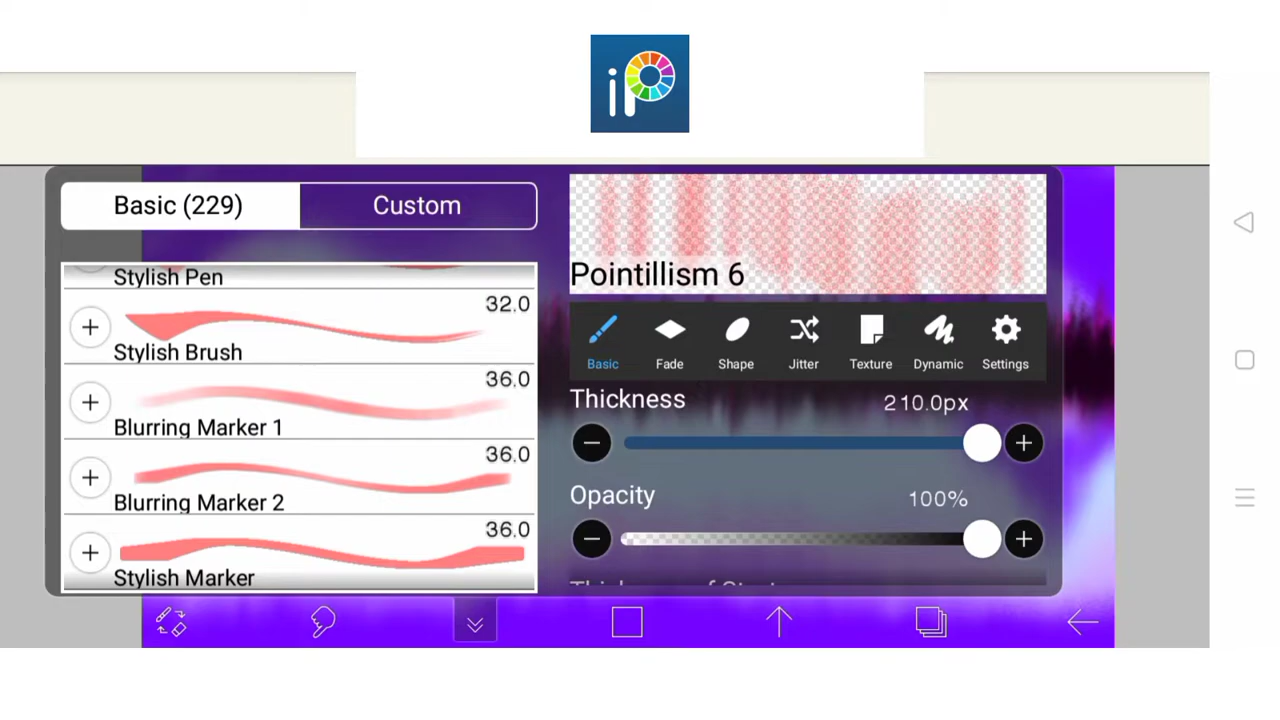 iP
Basic (229)
Custom
Stylish Pen
32.0
Stylish Brush
36.0
Blurring Marker 1
36.0
Blurring Marker 2
36.0
Stylish Marker
Pointillism 6
Basic
Fade
Shape
Jitter
Texture
Dynamic
Settings
Thickness
210.0px
Opacity
100%